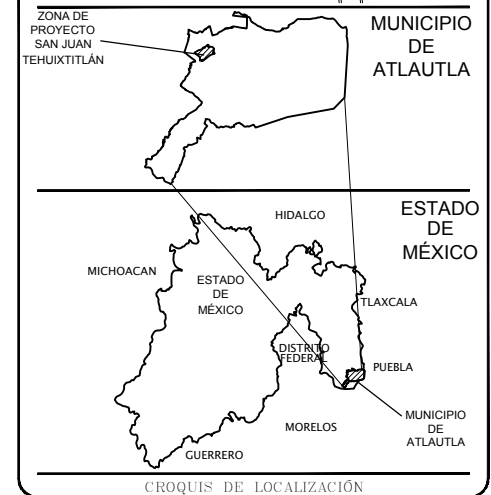 ZONA DE
PROYECTO
SAN JUAN
TEHUIXTITLÁN
MUNICIPIO
DE
ATLAUTLA
ESTADO
DE
MÉXICO
HIDALGO
MICHOACAN
ESTADO
DE
MÉXICO
TLAXCALA
DISTRITO
FEDERAL
PUEBLA
MUNICIPIO
DE
ATLAUTLA
MORELOS
GUERRERO
CROQUIS DE LOCALIZACIÓN